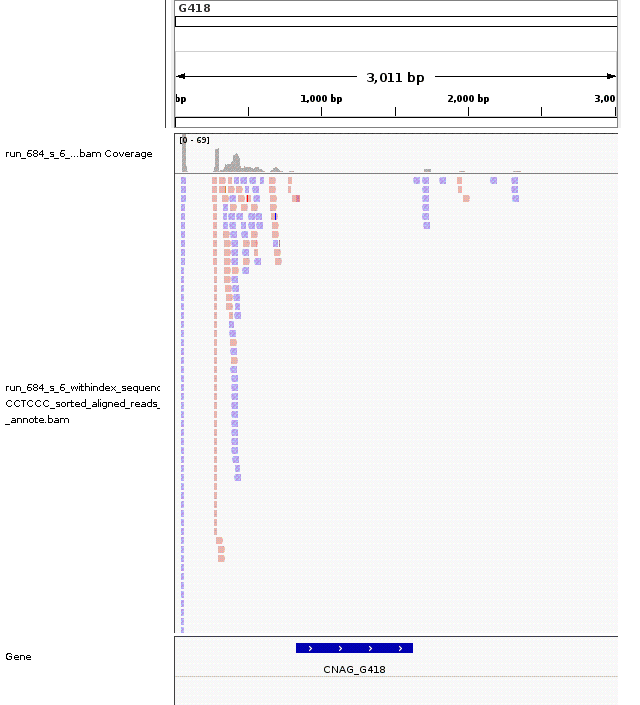 G418
3,011 bp
bp
1,000 bp
2,000 bp
3,00
[0 - 69]
run_684_s_6_...bam Coverage
run_684_s_6_withindex_sequenc
CCTCCC_sorted_aligned_reads_
_annote.bam
Gene
CNAG_G418